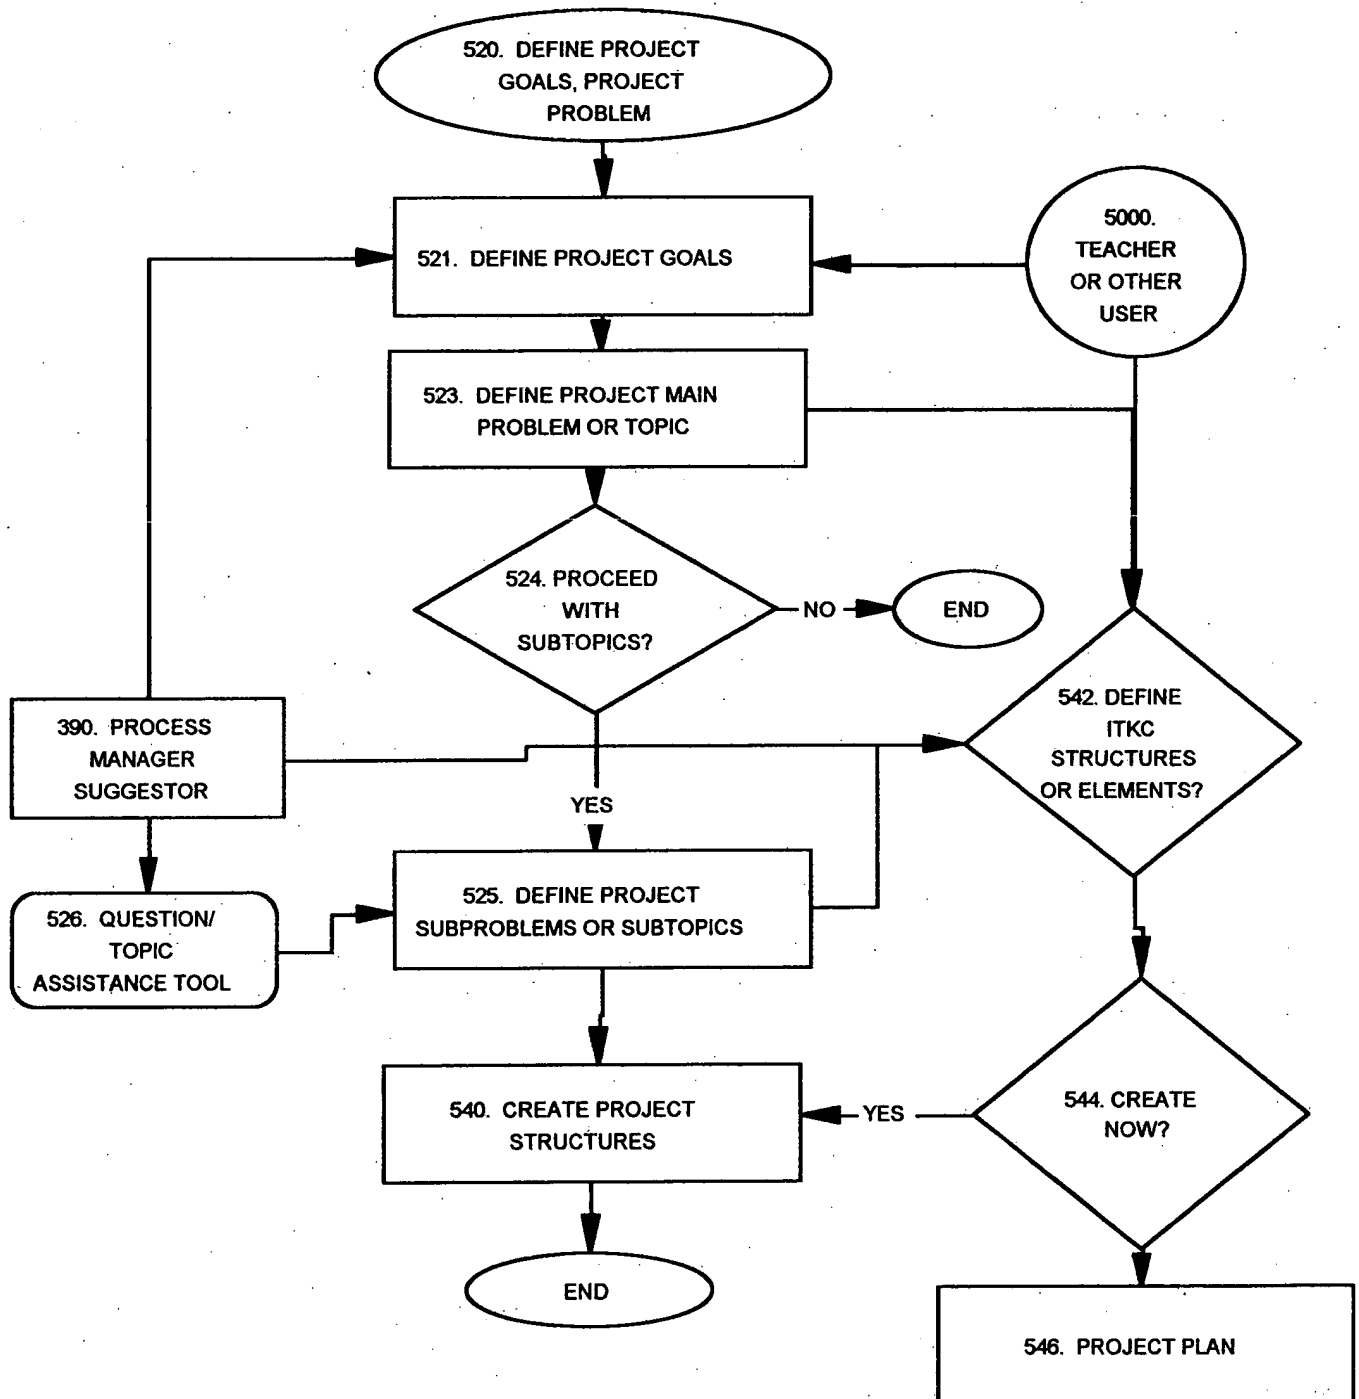 520. DEFINE PROJECT
GOALS, PROJECT
PROBLEM
5000.
TEACHER
OR OTHER
USER
521. DEFINE PROJECT GOALS
523. DEFINE PROJECT MAIN
PROBLEM OR TOPIC
524. PROCEED
WITH
SUBTOPICS?
NO
END
542. DEFINE
ITKC
STRUCTURES
OR ELEMENTS?
390. PROCESS
MANAGER
SUGGESTOR
YES
525. DEFINE PROJECT
SUBPROBLEMS OR SUBTOPICS
526. QUESTION/
TOPIC
ASSISTANCE TOOL
540. CREATE PROJECT
STRUCTURES
YES
544. CREATE
NOW?
END
546. PROJECT PLAN